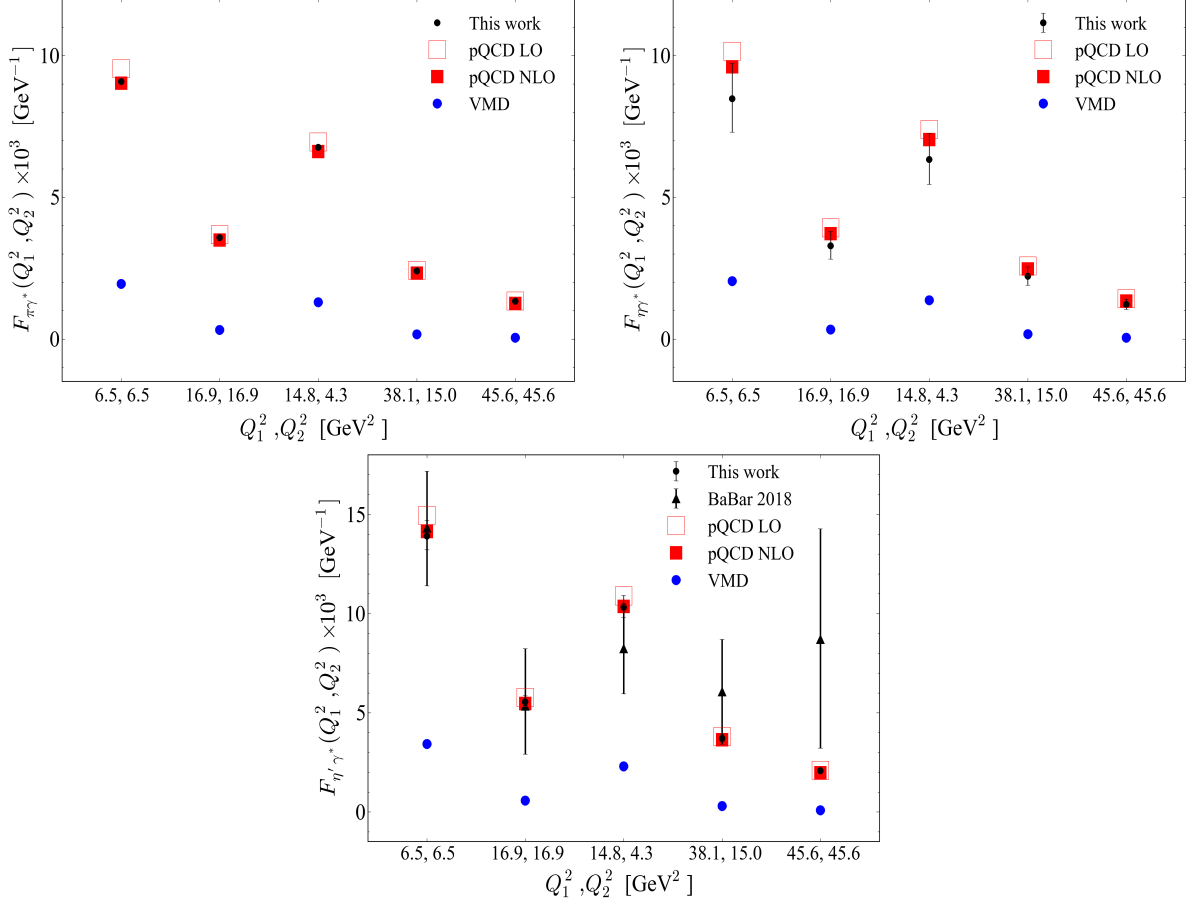 This work
pQCD LO
pQCD NLO
VMD
10
5
0
F_{πγ*}(Q_1^2, Q_2^2) ×10^3 [GeV^{−1}]
6.5, 6.5
16.9, 16.9
14.8, 4.3
38.1, 15.0
45.6, 45.6
Q_1^2, Q_2^2 [GeV^2]
This work
pQCD LO
pQCD NLO
VMD
10
5
0
F_{ηγ*}(Q_1^2, Q_2^2) ×10^3 [GeV^{−1}]
6.5, 6.5
16.9, 16.9
14.8, 4.3
38.1, 15.0
45.6, 45.6
Q_1^2, Q_2^2 [GeV^2]
This work
BaBar 2018
pQCD LO
pQCD NLO
VMD
15
10
5
0
F_{η′γ*}(Q_1^2, Q_2^2) ×10^3 [GeV^{−1}]
6.5, 6.5
16.9, 16.9
14.8, 4.3
38.1, 15.0
45.6, 45.6
Q_1^2, Q_2^2 [GeV^2]